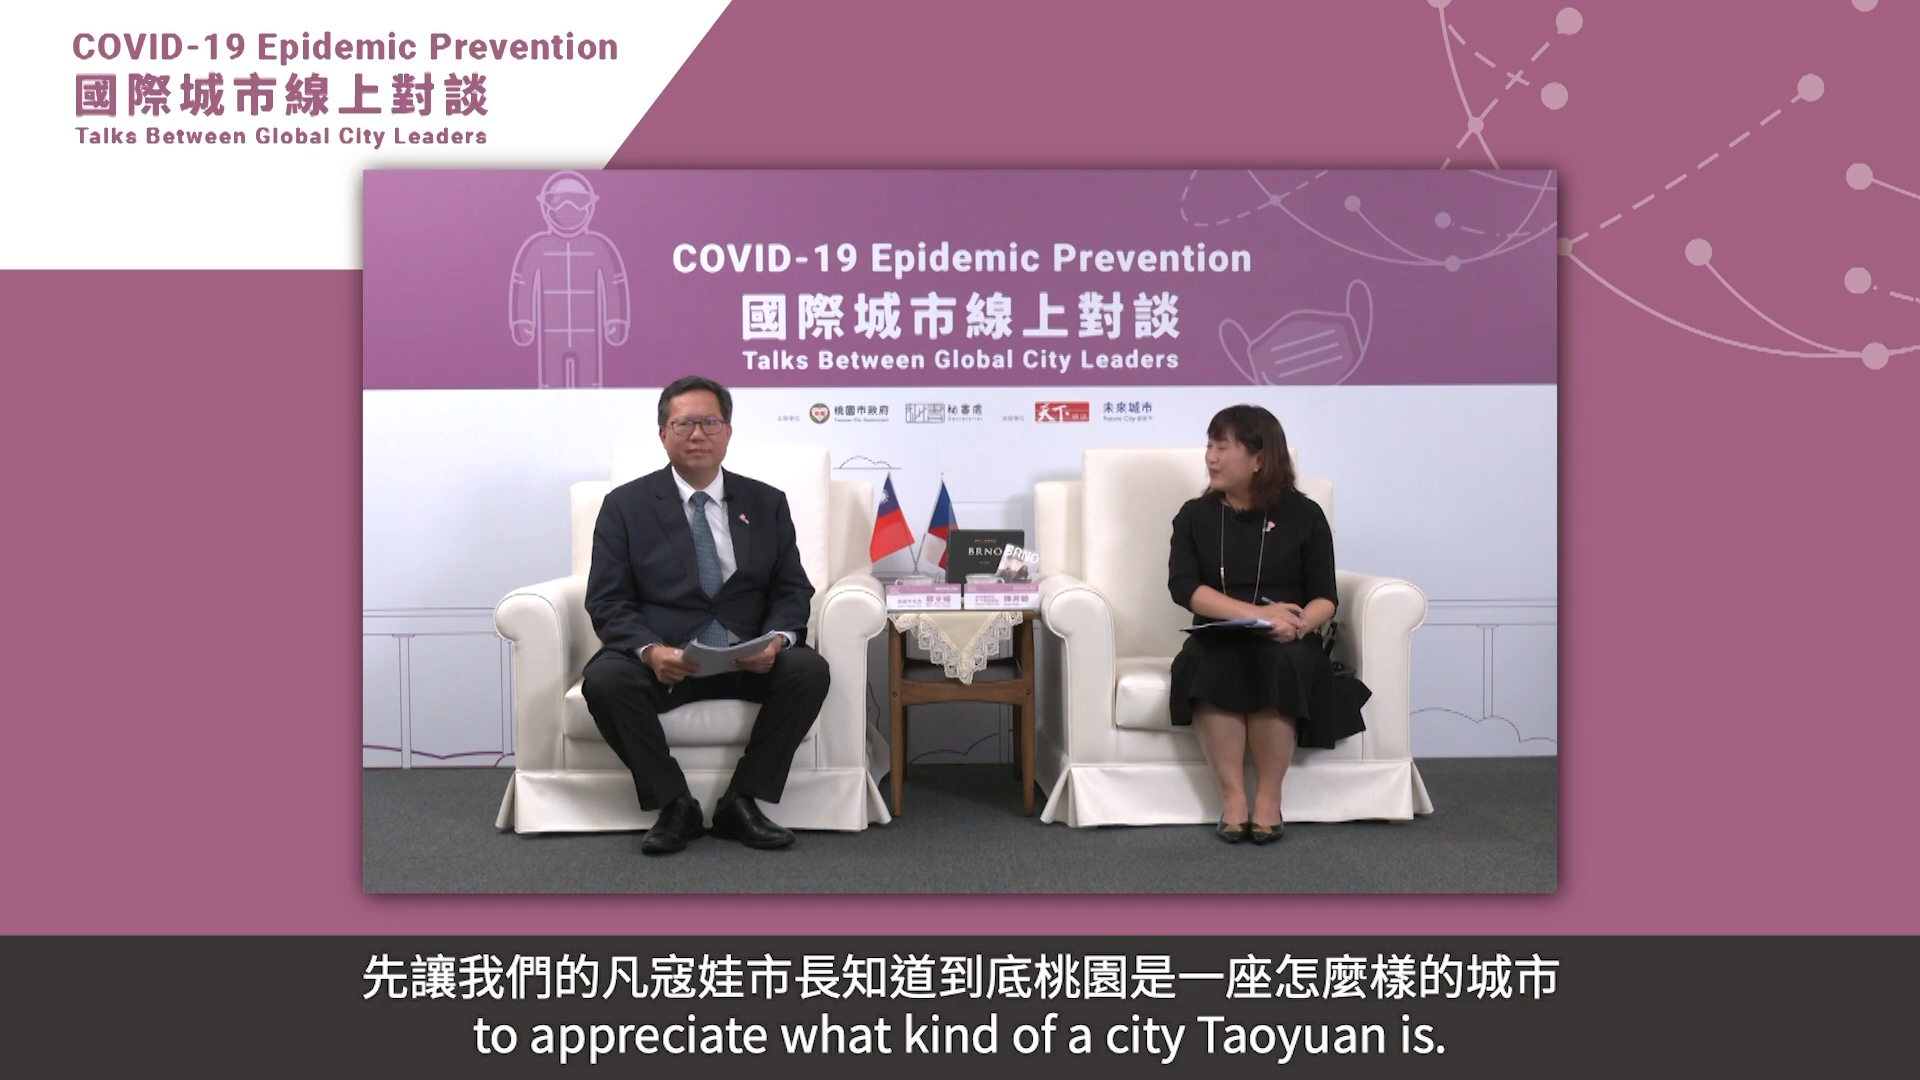 COVID-19 Epidemic Prevention
國際城市線上對談
Talks Between Global City Leaders
COVID-19 Epidemic Prevention
國際城市線上對談
Talks Between Global City Leaders
桃園市政府
秘書處
天下
未來城市
BRNO
BRNO
鄭文燦
先讓我們的凡寇娃市長知道到底桃園是一座怎麼樣的城市
to appreciate what kind of a city Taoyuan is.